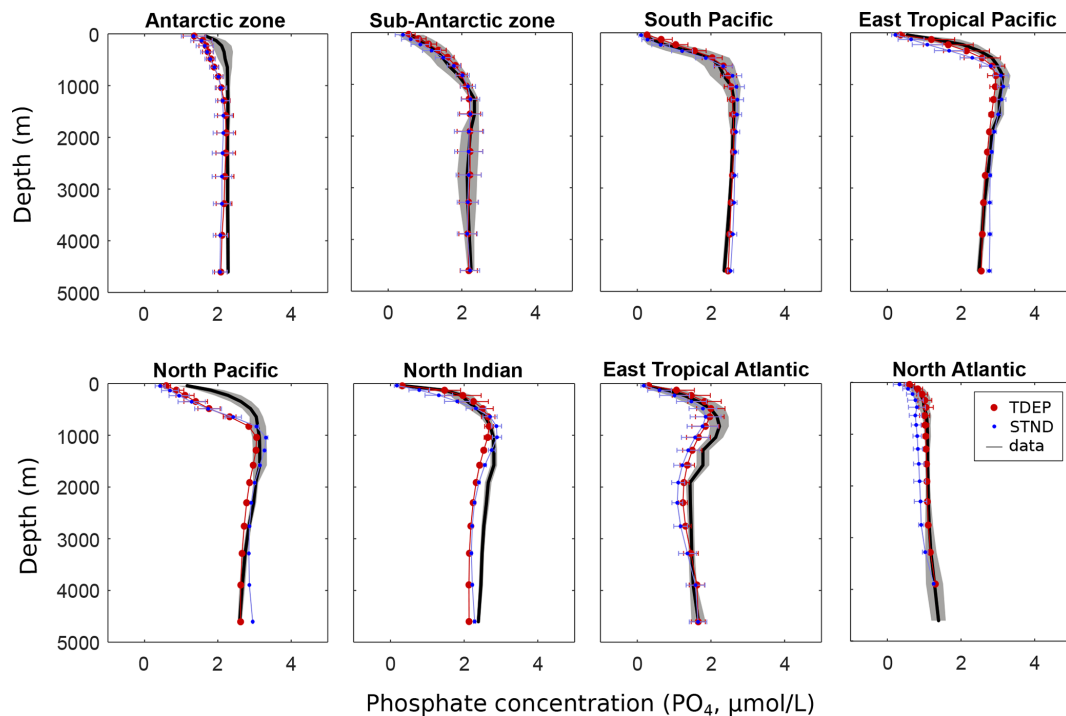 Antarctic zone
Sub-Antarctic zone
South Pacific
East Tropical Pacific
Depth (m)
0
1000
2000
3000
4000
5000
0 2 4
0 2 4
0 2 4
0 2 4
North Pacific
North Indian
East Tropical Atlantic
North Atlantic
Depth (m)
0
1000
2000
3000
4000
5000
TDEP
STND
data
0 2 4
0 2 4
0 2 4
0 2 4
Phosphate concentration (PO₄, μmol/L)